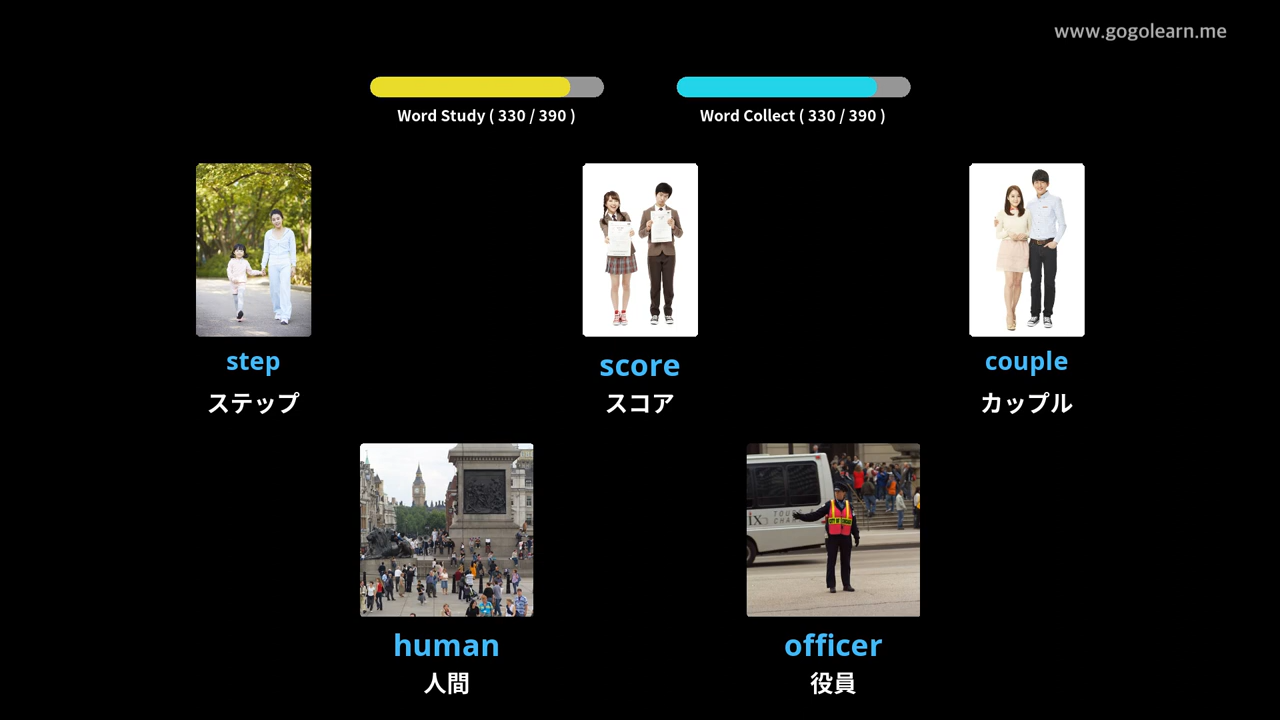 www.gogolearn.me
Word Study ( 330 / 390 )
Word Collect ( 330 / 390 )
step
ステップ
score
スコア
couple
カップル
human
人間
officer
役員